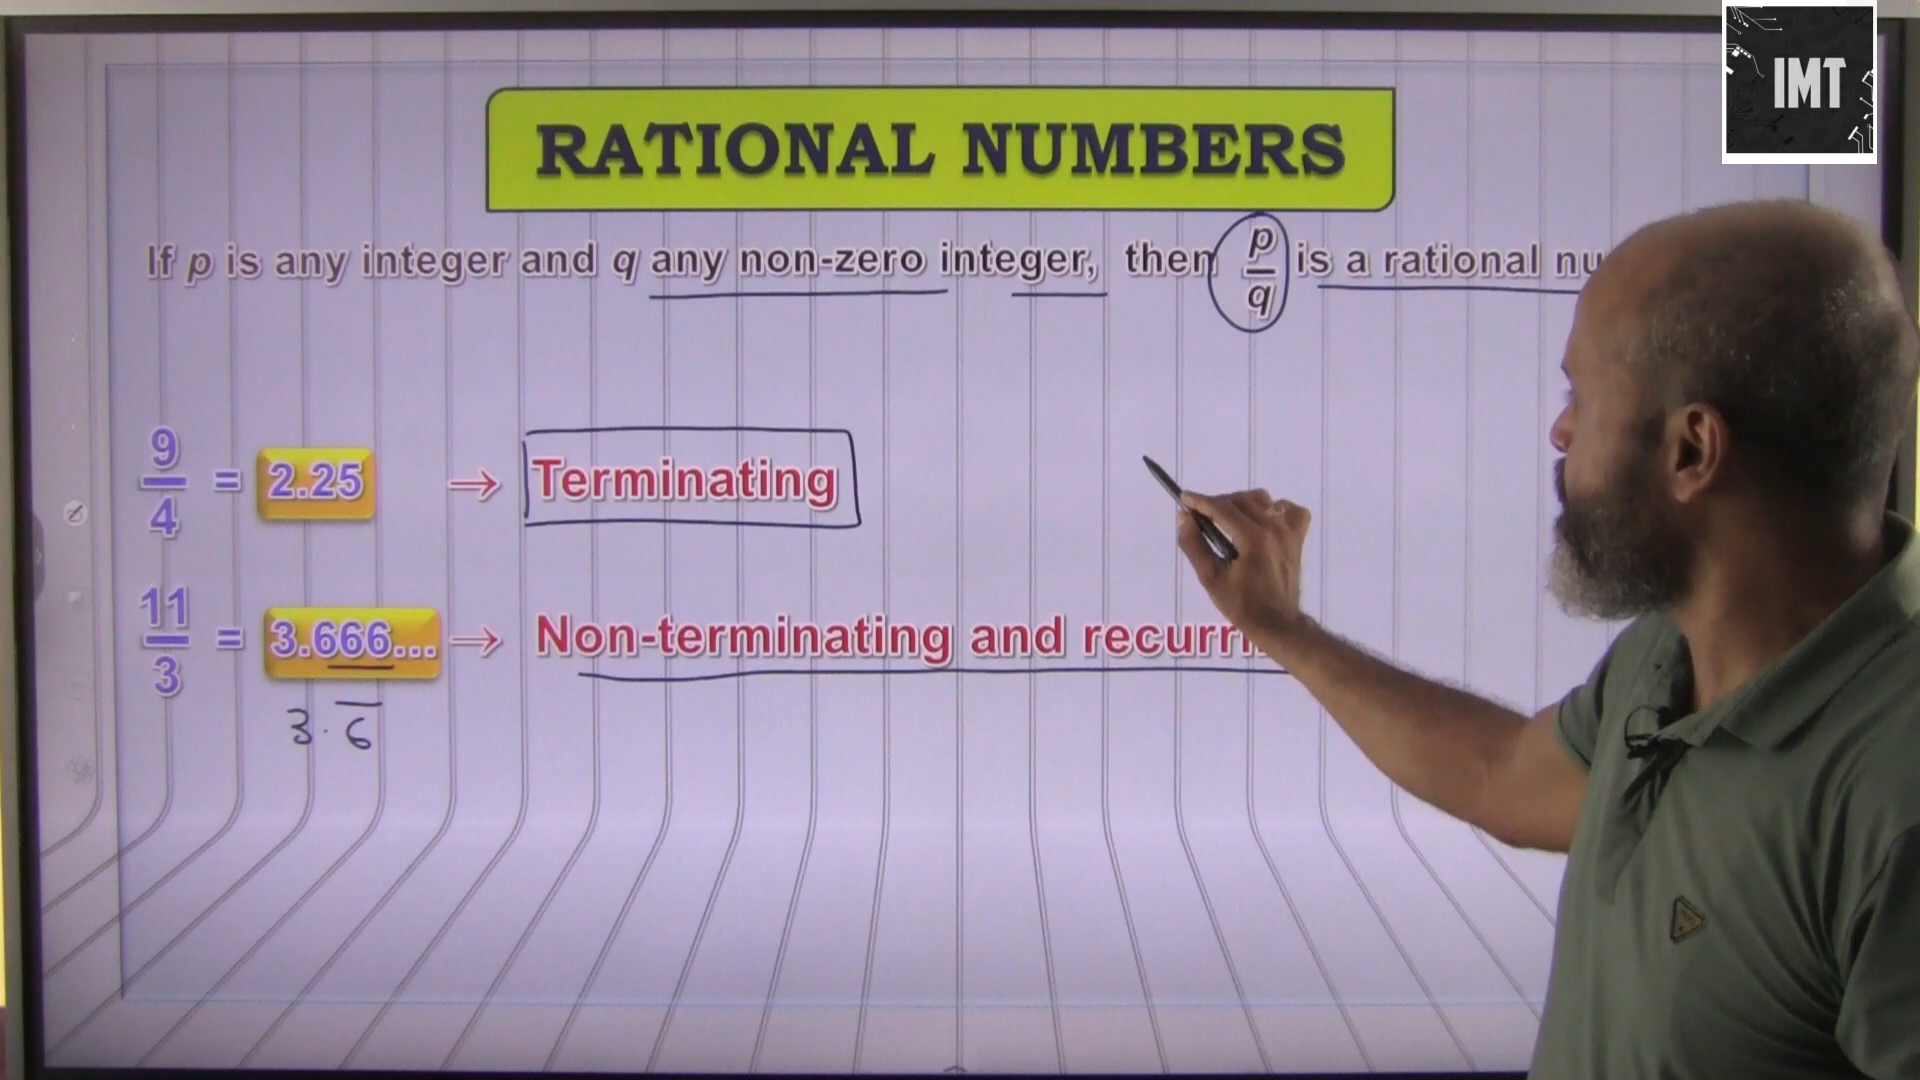 IMT
RATIONAL NUMBERS
If p is any integer and q any non-zero integer, then p/q is a rational
9/4 = 2.25 → Terminating
11/3 = 3.666... → Non-terminating and
3.6̅